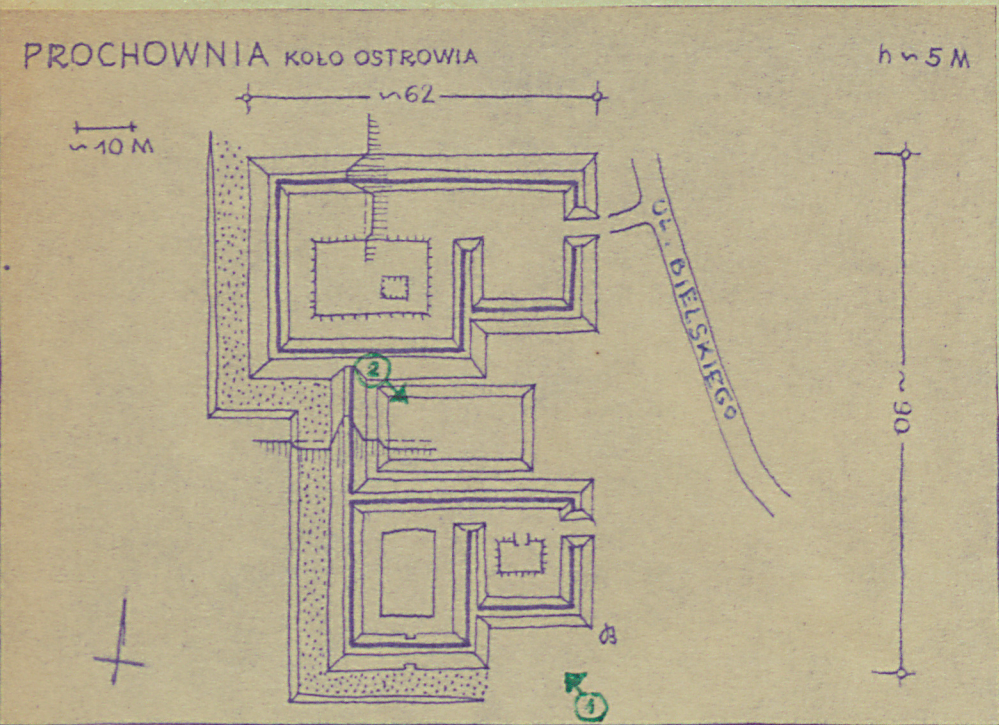 PROCHOWNIA KOŁO OSTROWIA
h ~ 5 M
~62
~10 M
UL. BIELSKIEGO
~ 90
2
1